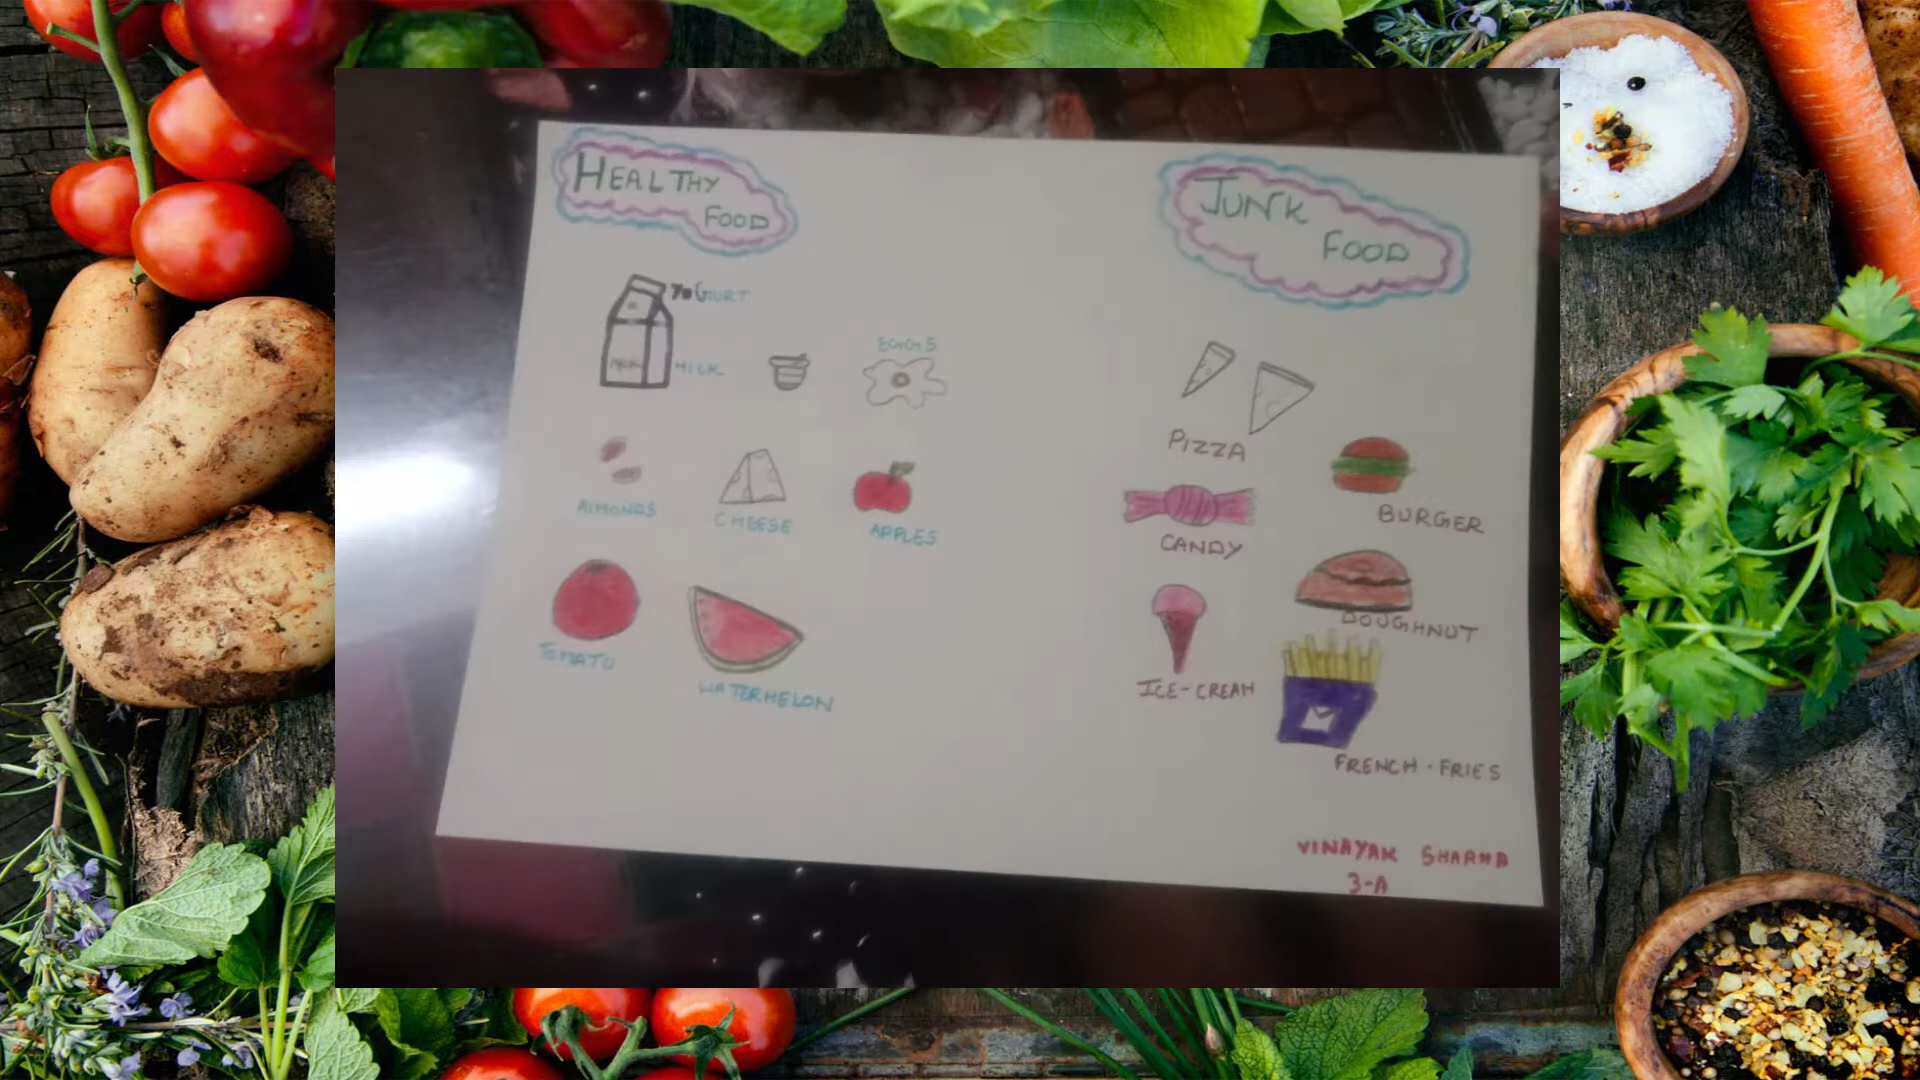 HEALTHY
FOOD
YOGURT
MILK
MILK
EGGS
ALMONDS
CHEESE
APPLES
TOMATO
WATERMELON
JUNK
FOOD
PIZZA
BURGER
CANDY
DOUGHNUT
ICE-CREAM
FRENCH-FRIES
VINAYAK SHARMA
3-A